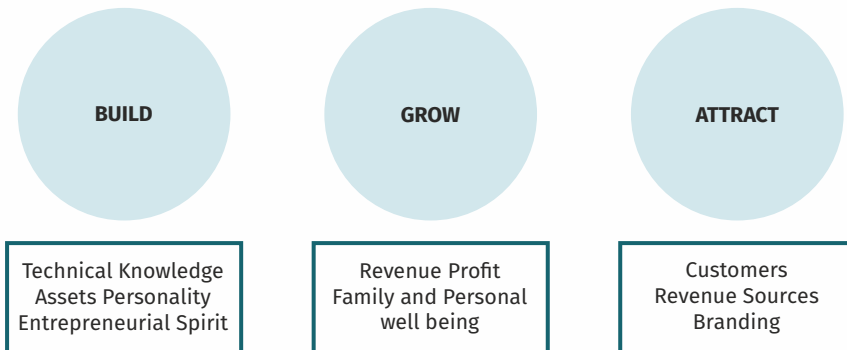 BUILD
GROW
ATTRACT
Technical Knowledge
Assets Personality
Entrepreneurial Spirit
Revenue Profit
Family and Personal
well being
Customers
Revenue Sources
Branding